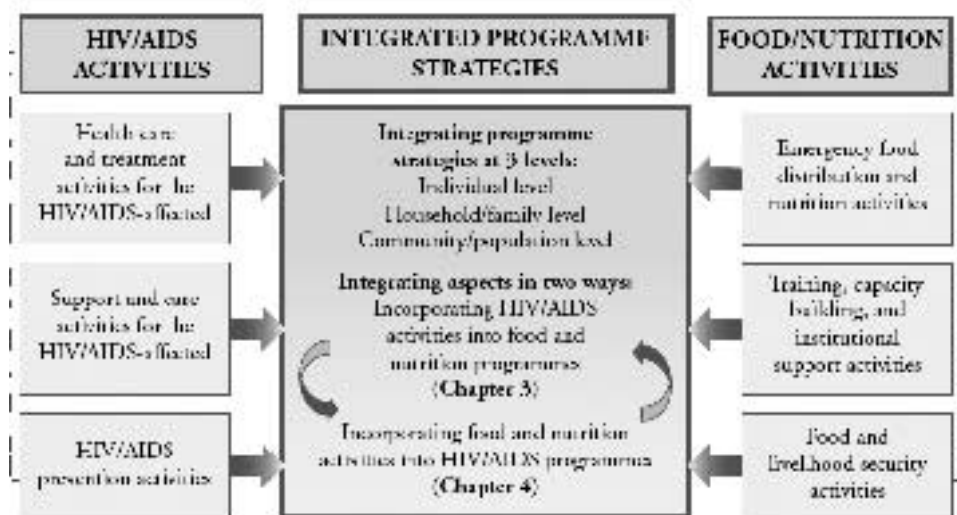 HIV/AIDS
ACTIVITIES
Health care
and treatment
activities for the
HIV/AIDS-affected
Support and care
activities for the
HIV/AIDS-affected
HIV/AIDS
prevention activities
INTEGRATED PROGRAMME
STRATEGIES
Integrating programme
strategies at 3 levels:
Individual level
Household/family level
Community/population level
Integrating aspects in two ways:
Incorporating HIV/AIDS
activities into food and
nutrition programmes
(Chapter 3)
Incorporating food and nutrition
activities into HIV/AIDS programmes
(Chapter 4)
FOOD/NUTRITION
ACTIVITIES
Emergency food
distribution and
nutrition activities
Training, capacity
building, and
institutional
support activities
Food and
livelihood security
activities